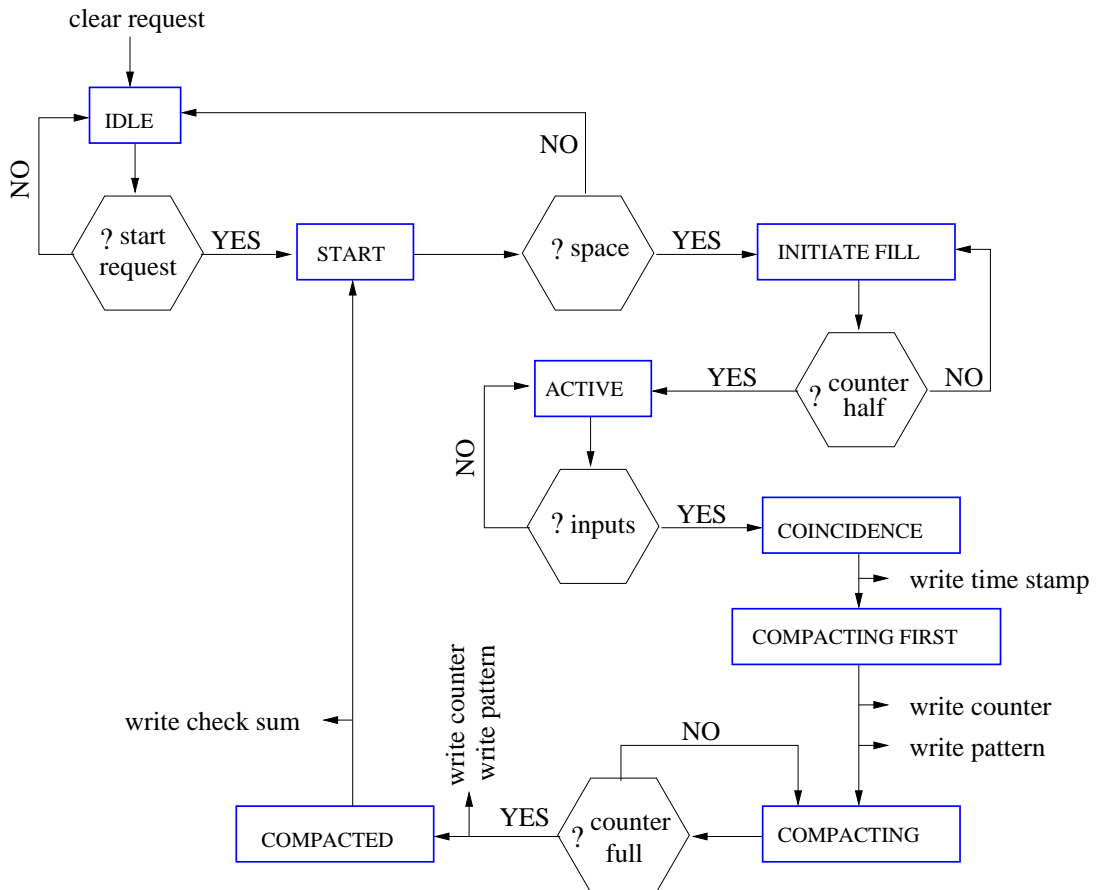 clear request
IDLE
NO
NO
? start
request
YES
START
? space
YES
INITIATE FILL
ACTIVE
YES
? counter
half
NO
NO
? inputs
YES
COINCIDENCE
write time stamp
COMPACTING FIRST
write counter
write pattern
write check sum
write counter
write pattern
NO
COMPACTED
YES
? counter
full
COMPACTING